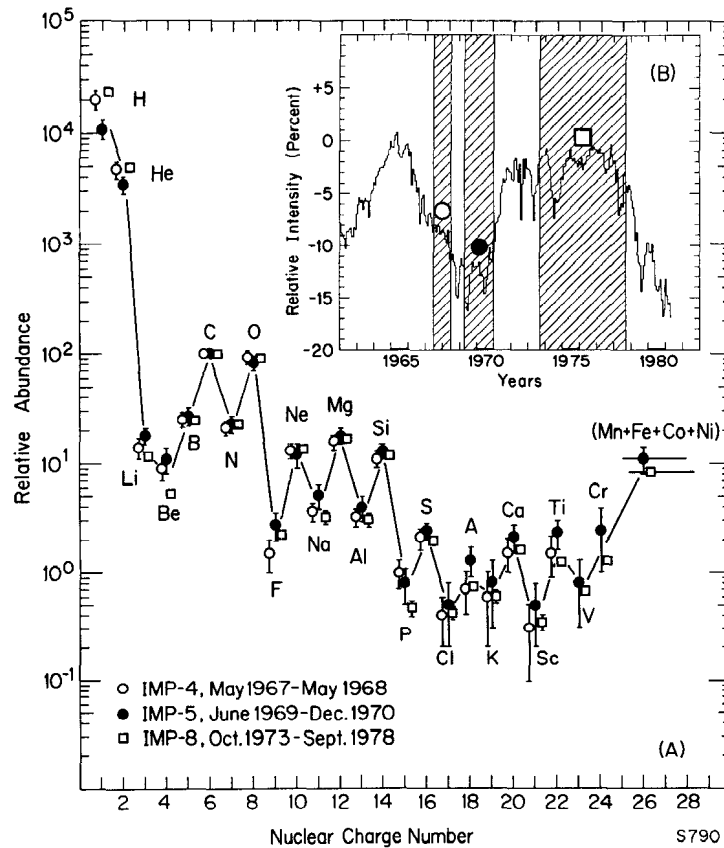 10^5
10^4
10^3
10^2
10^1
10^0
10^-1
Relative Abundance
H
He
Li
Be
B
C
N
O
F
Ne
Na
Mg
Al
Si
P
S
Cl
A
K
Ca
Sc
Ti
V
Cr
(Mn+Fe+Co+Ni)
(B)
+5
0
-5
-10
-15
-20
Relative Intensity (Percent)
1965 1970 1975 1980
Years
○ IMP-4, May 1967-May 1968
● IMP-5, June 1969-Dec. 1970
□ IMP-8, Oct. 1973-Sept. 1978
(A)
2 4 6 8 10 12 14 16 18 20 22 24 26 28
Nuclear Charge Number
S790